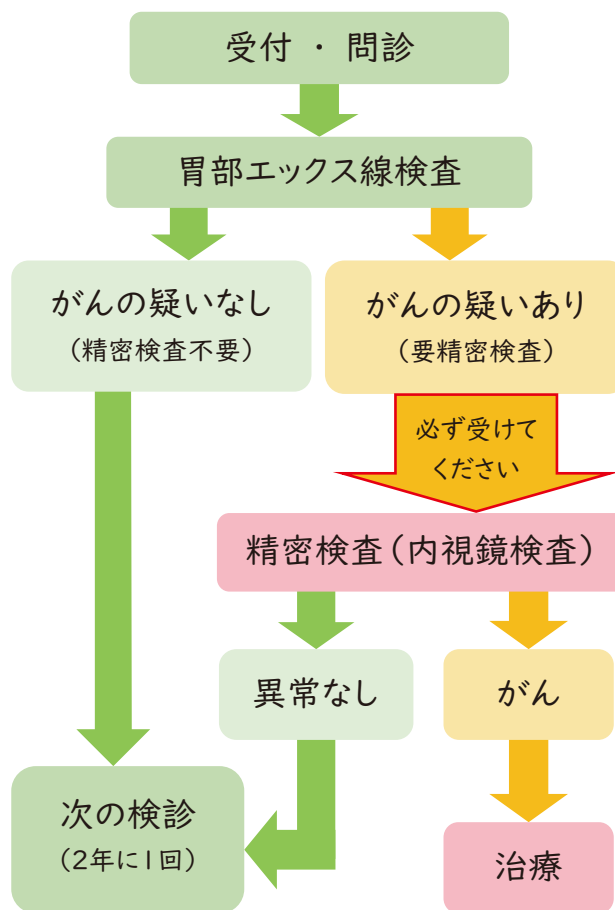 受付 ・ 問診
胃部エックス線検査
がんの疑いなし
（精密検査不要）
がんの疑いあり
（要精密検査）
必ず受けて
ください
精密検査（内視鏡検査）
異常なし
がん
次の検診
（2年に1回）
治療